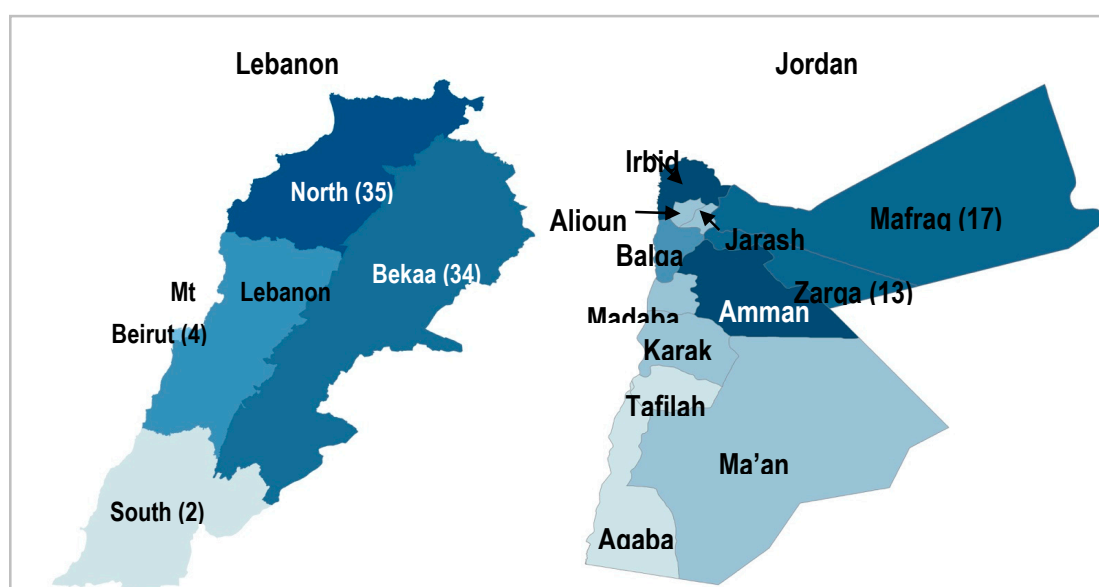 Lebanon
Jordan
North (35)
Bekaa (34)
Mt
Lebanon
Beirut (4)
South (2)
Irbid
Alioun
Jarash
Mafraq (17)
Balqa
Zarqa (13)
Amman
Madaba
Karak
Tafilah
Ma’an
Aqaba